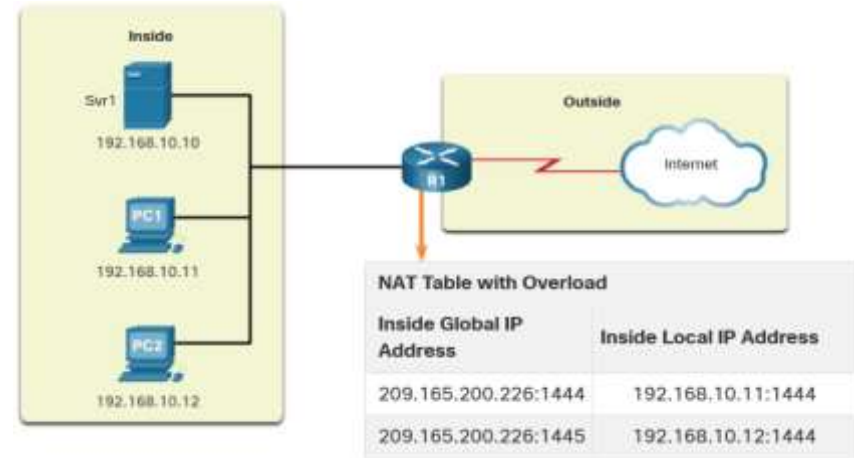 Inside
Svr1
192.168.10.10
PC1
192.168.10.11
PC2
192.168.10.12
Outside
Internet
R1
NAT Table with Overload
Inside Global IP
Address
Inside Local IP Address
209.165.200.226:1444 192.168.10.11:1444
209.165.200.226:1445 192.168.10.12:1444